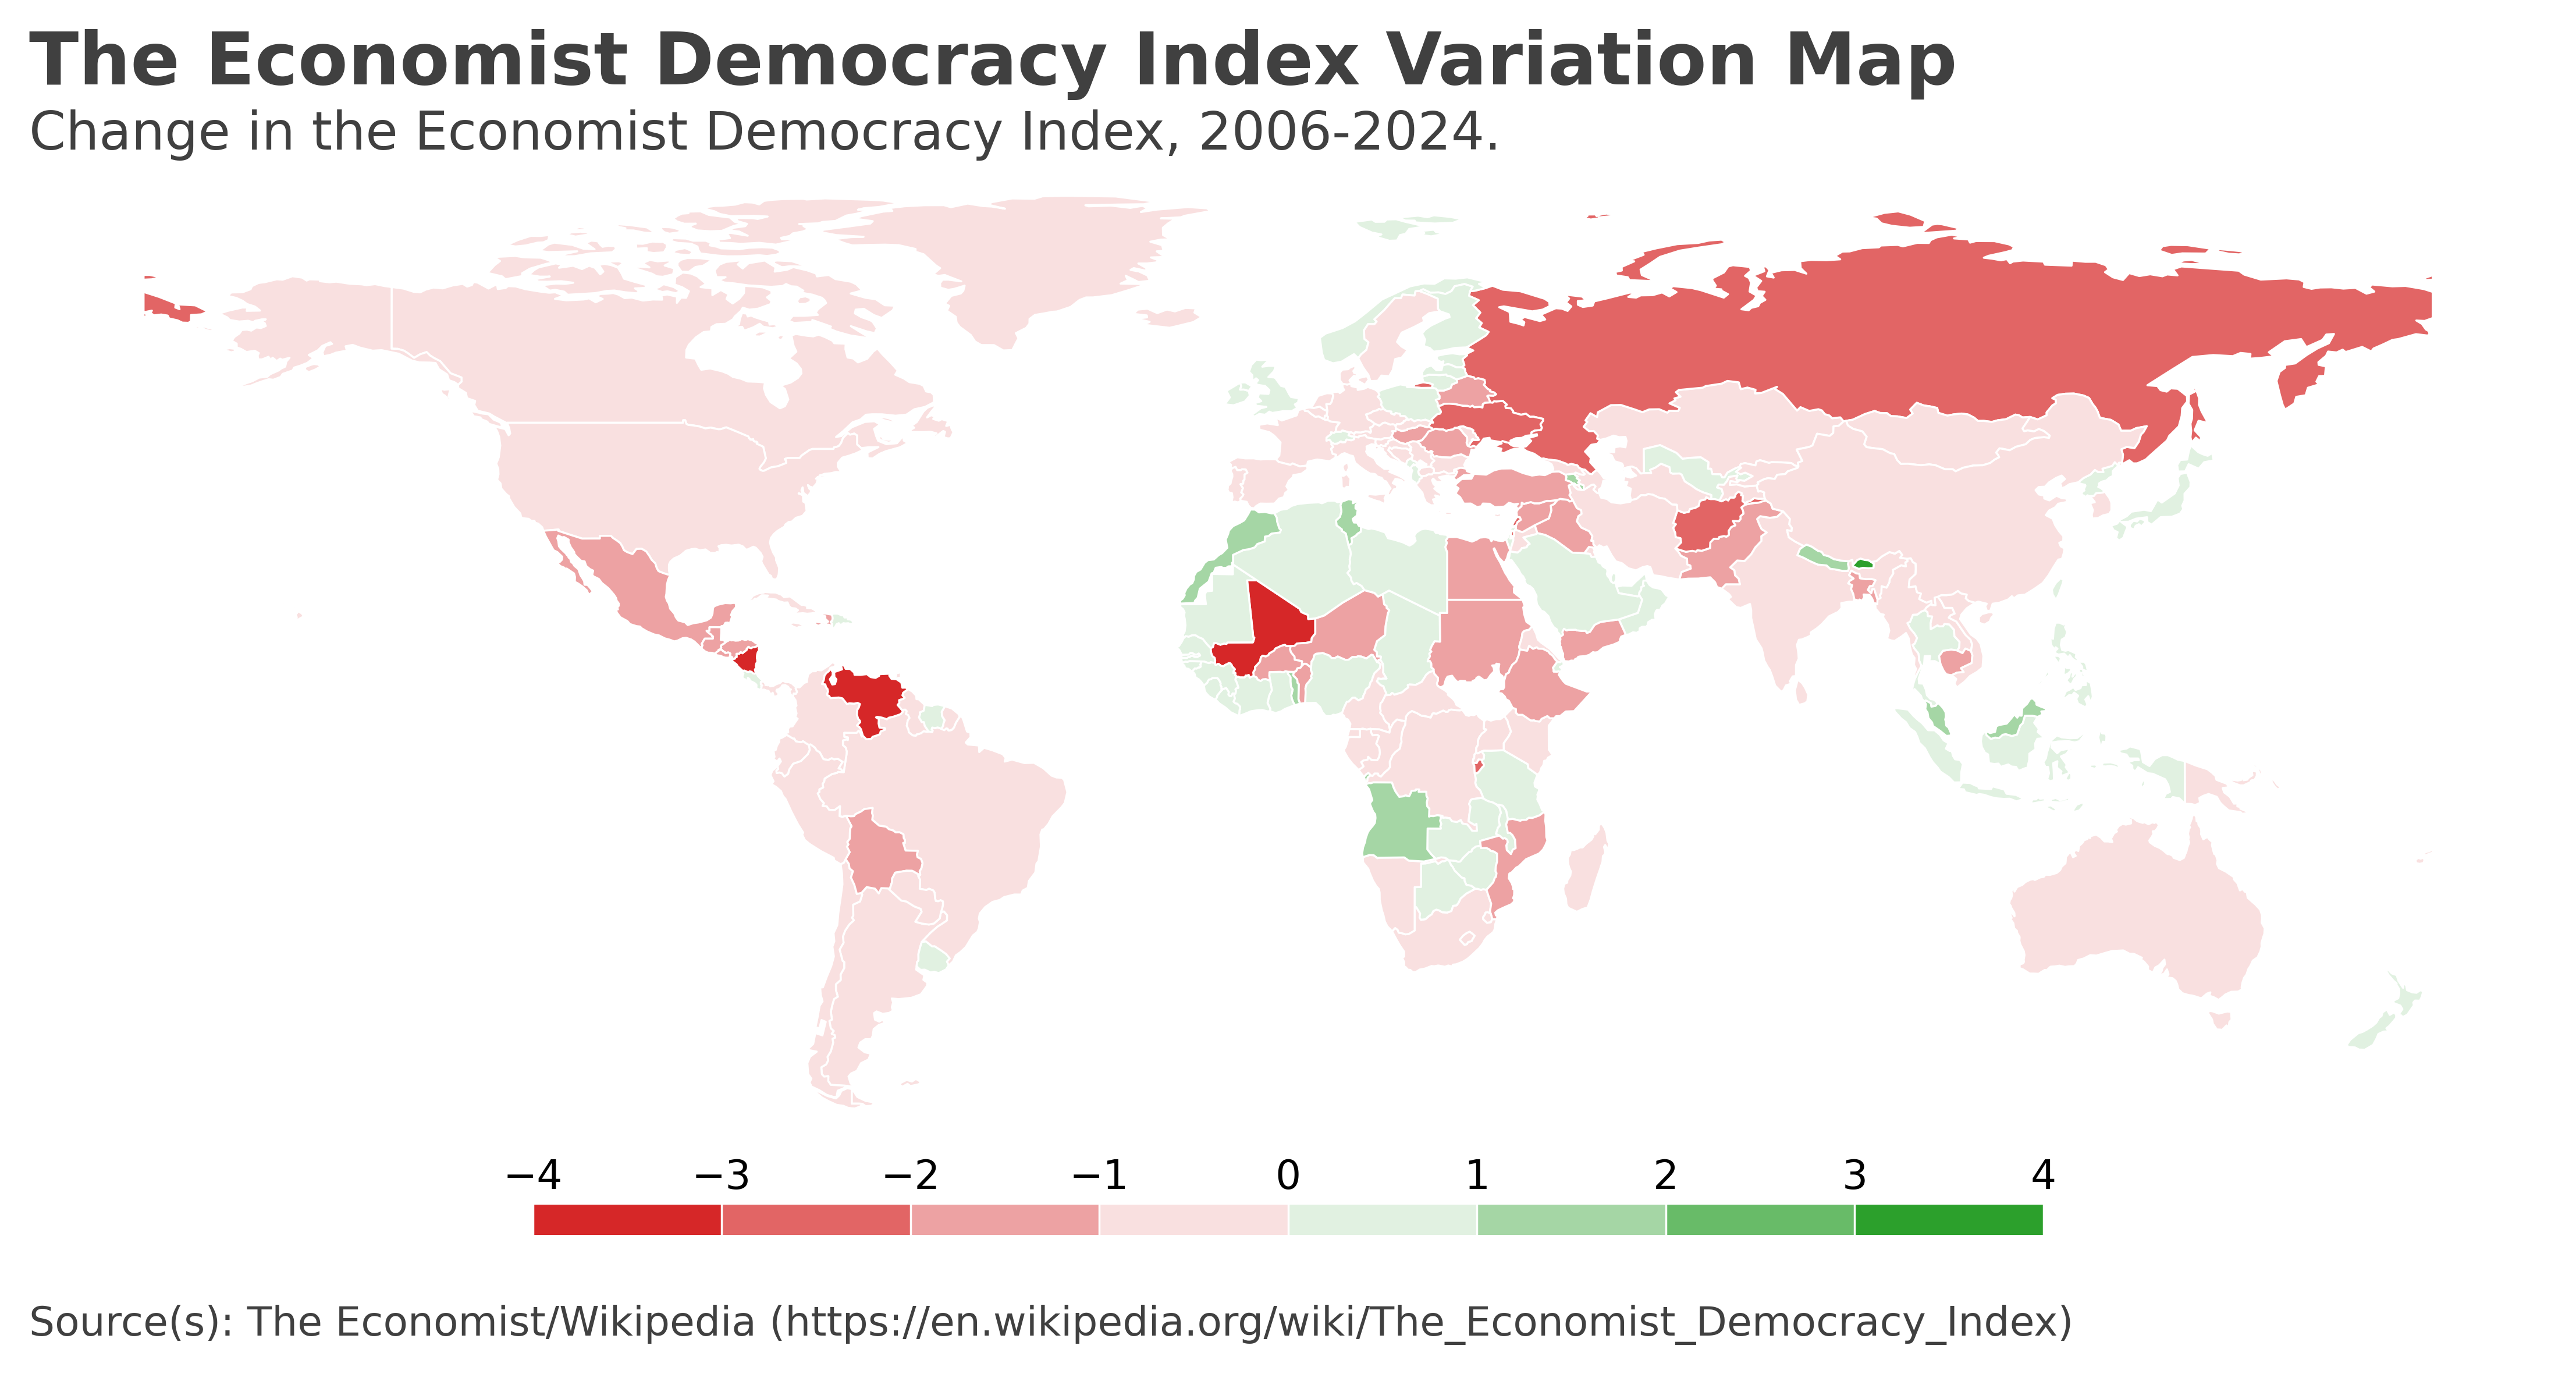 The Economist Democracy Index Variation Map
Change in the Economist Democracy Index, 2006-2024.
−4 −3 −2 −1 0 1 2 3 4
Source(s): The Economist/Wikipedia (https://en.wikipedia.org/wiki/The_Economist_Democracy_Index)